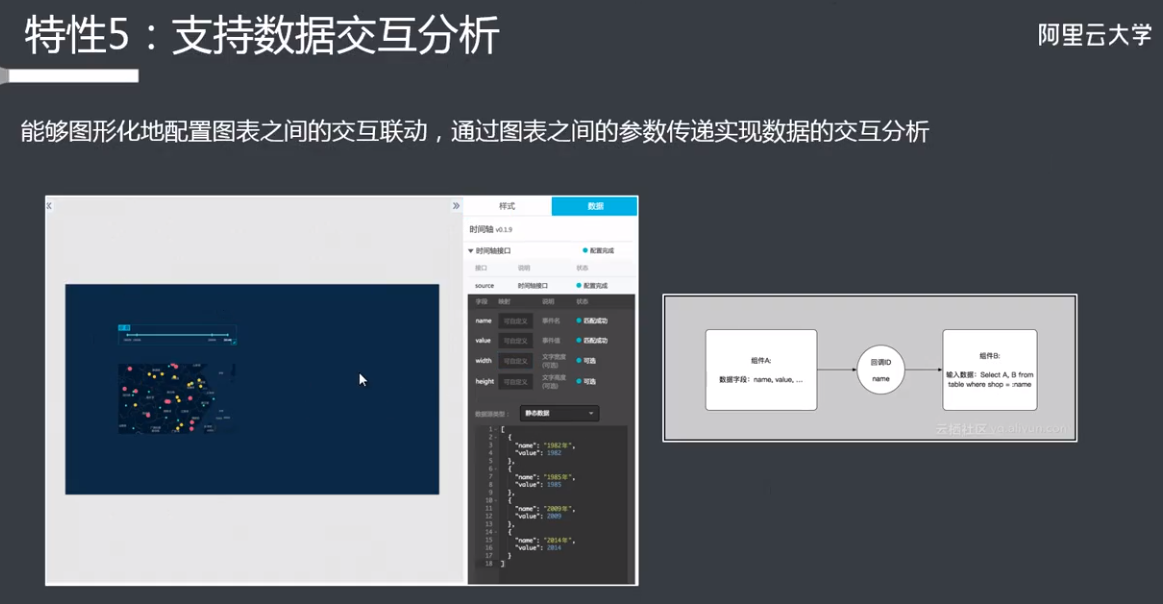 特性5：支持数据交互分析
阿里云大学
能够图形化地配置图表之间的交互联动，通过图表之间的参数传递实现数据的交互分析
样式
数据
时间轴 v0.1.9
时间轴接口
配置完成
接口 说明 状态
source 时间轴接口 配置完成
字段 映射 说明 状态
name 可自定义 事件名 匹配成功
value 可自定义 事件值 匹配成功
width 可自定义 文字宽度(可选) 可选
height 可自定义 文字高度(可选) 可选
数据源类型： 静态数据
1 [
2 {
3 "name": "1982年",
4 "value": 1982
5 },
6 {
7 "name": "1985年",
8 "value": 1985
9 },
10 {
11 "name": "2009年",
12 "value": 2009
13 },
14 {
15 "name": "2014年",
16 "value": 2014
17 }
18 ]
组件A:
数据字段：name, value, ...
回调ID
name
组件B:
输入数据：Select A, B from
table where shop = :name
云栖社区 yq.aliyun.com